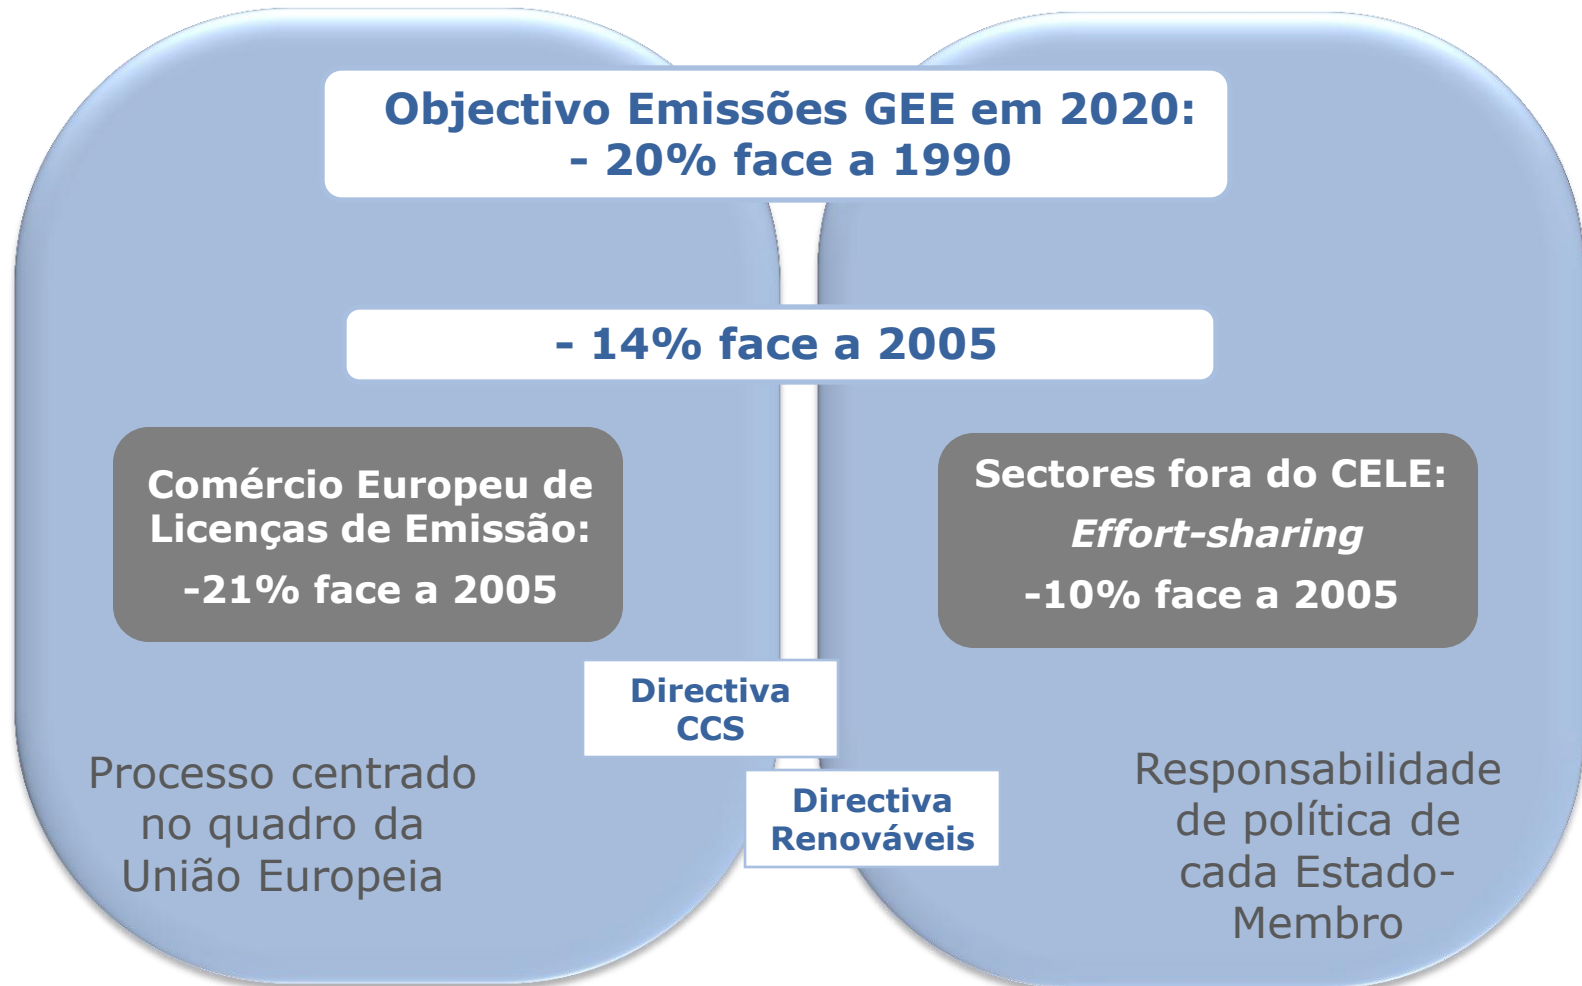 Objectivo Emissões GEE em 2020:
- 20% face a 1990
- 14% face a 2005
Comércio Europeu de
Licenças de Emissão:
-21% face a 2005
Sectores fora do CELE:
Effort-sharing
-10% face a 2005
Directiva
CCS
Directiva
Renováveis
Processo centrado
no quadro da
União Europeia
Responsabilidade
de política de
cada Estado-
Membro